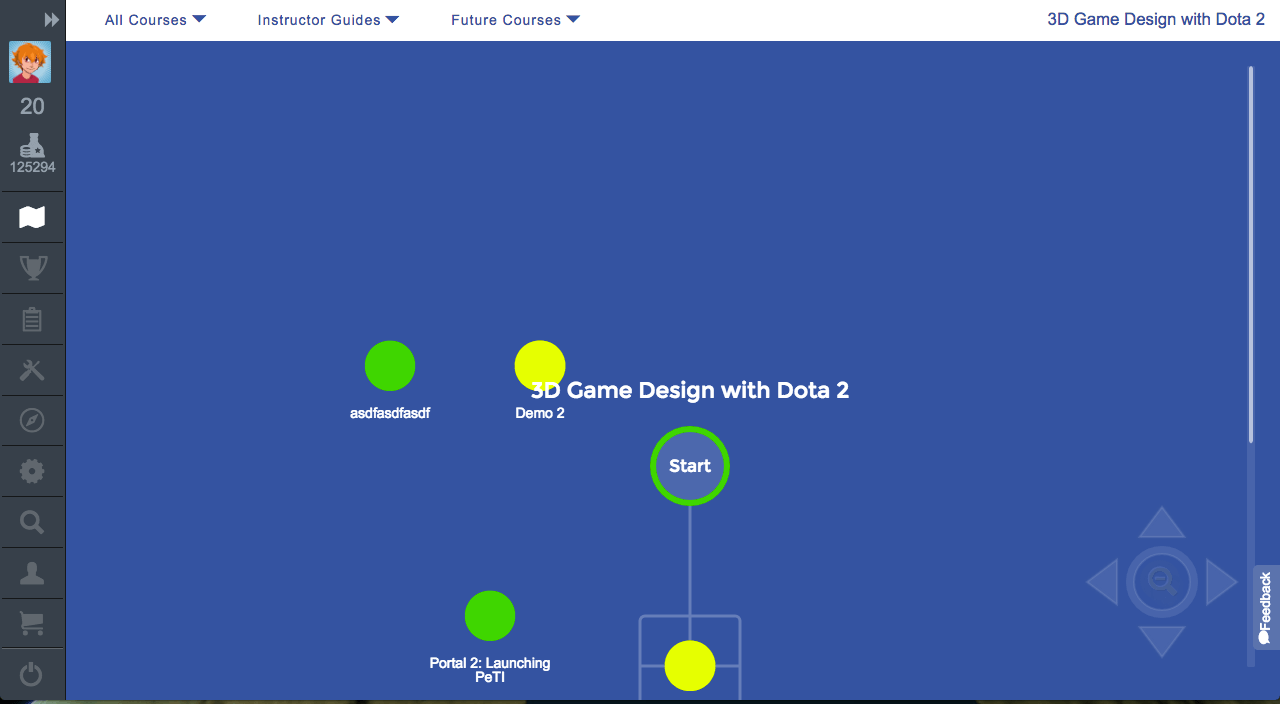 All Courses
Instructor Guides
Future Courses
3D Game Design with Dota 2
20
125294
3D Game Design with Dota 2
asdfasdfasdf
Demo 2
Start
Feedback
Portal 2: Launching
PeTI